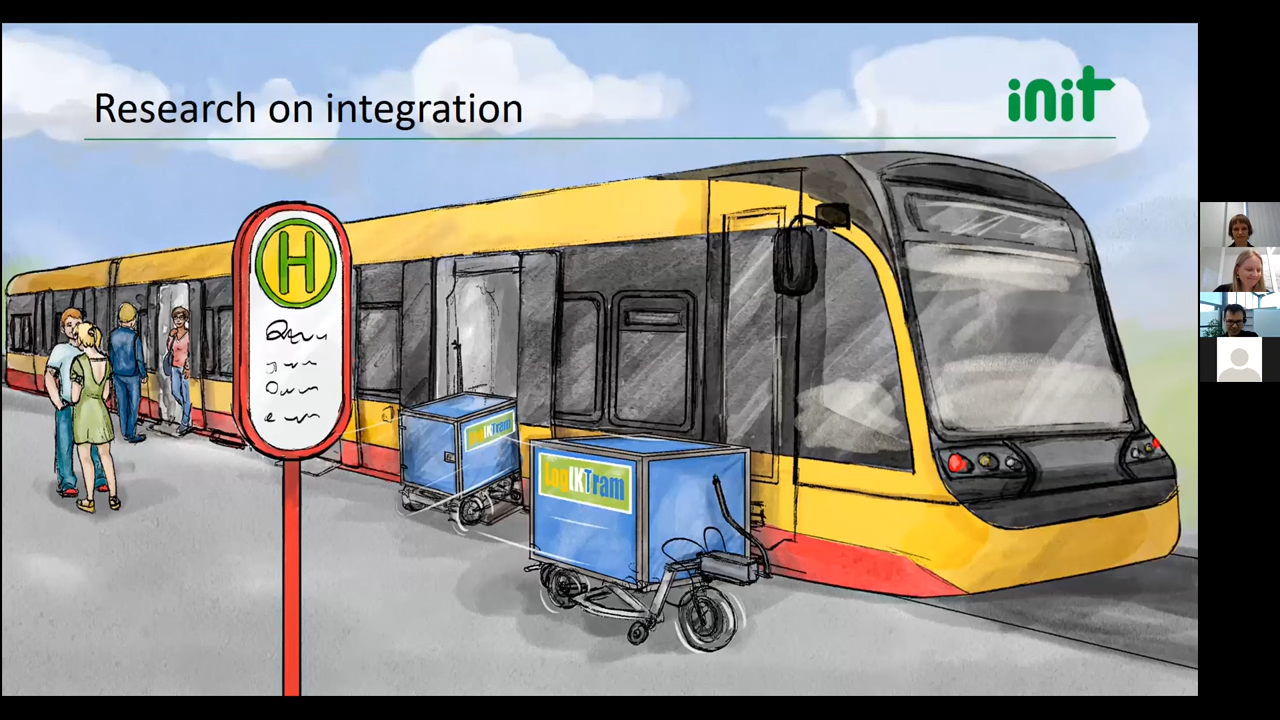 Research on integration
init
H
LogIKTram
LogIKTram